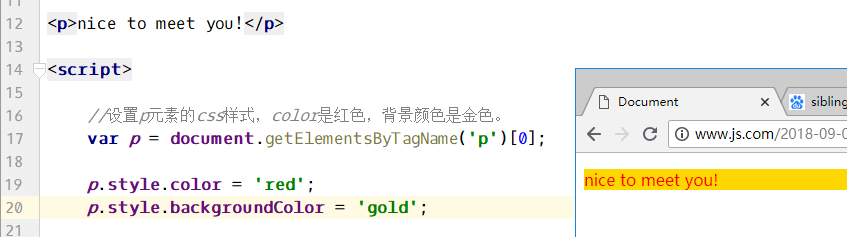 11
12 <p>nice to meet you!</p>
13
14 <script>
15
16 //设置p元素的css样式，color是红色，背景颜色是金色。
17 var p = document.getElementsByTagName('p')[0];
18
19 p.style.color = 'red';
20 p.style.backgroundColor = 'gold';
21
Document
sibling
www.js.com/2018-09-0
nice to meet you!